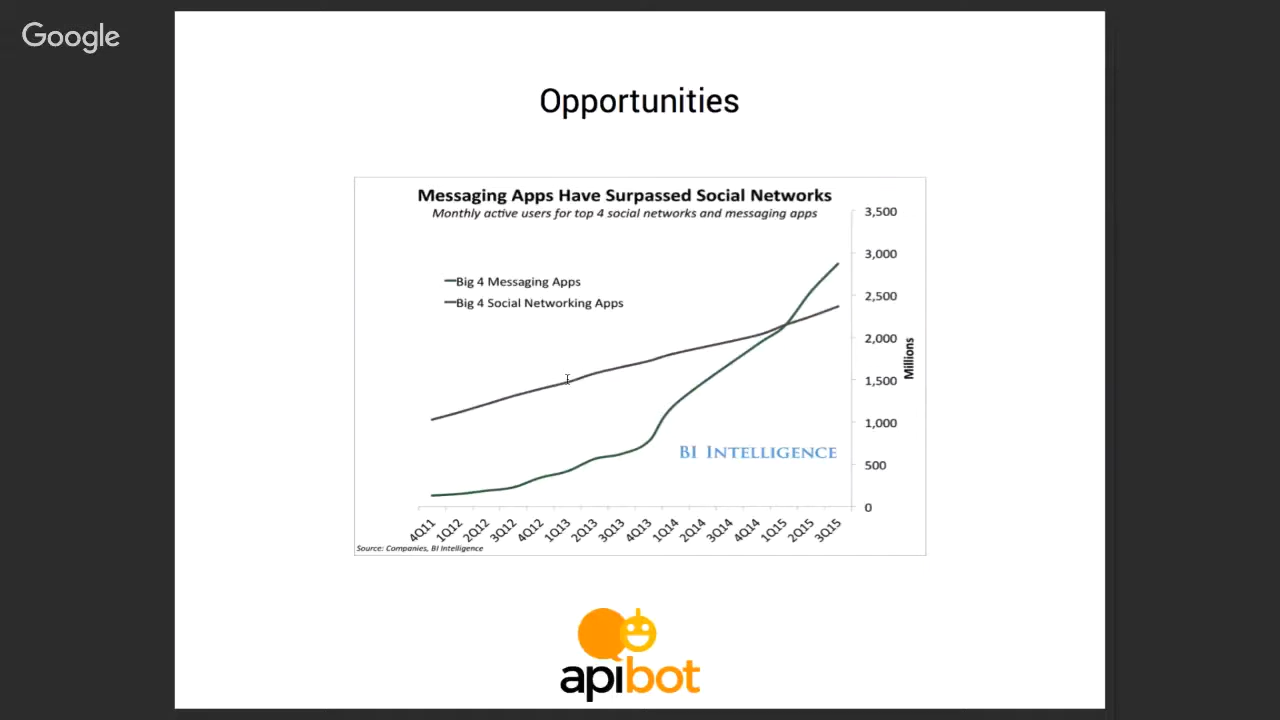 Google
Opportunities
Messaging Apps Have Surpassed Social Networks
Monthly active users for top 4 social networks and messaging apps
3,500
3,000
Big 4 Messaging Apps
2,500
Big 4 Social Networking Apps
2,000
Millions
1,500
1,000
BI INTELLIGENCE
500
0
4Q11 1Q12 2Q12 3Q12 4Q12 1Q13 2Q13 3Q13 4Q13 1Q14 2Q14 3Q14 4Q14 1Q15 2Q15 3Q15
Source: Companies, BI Intelligence
apibot